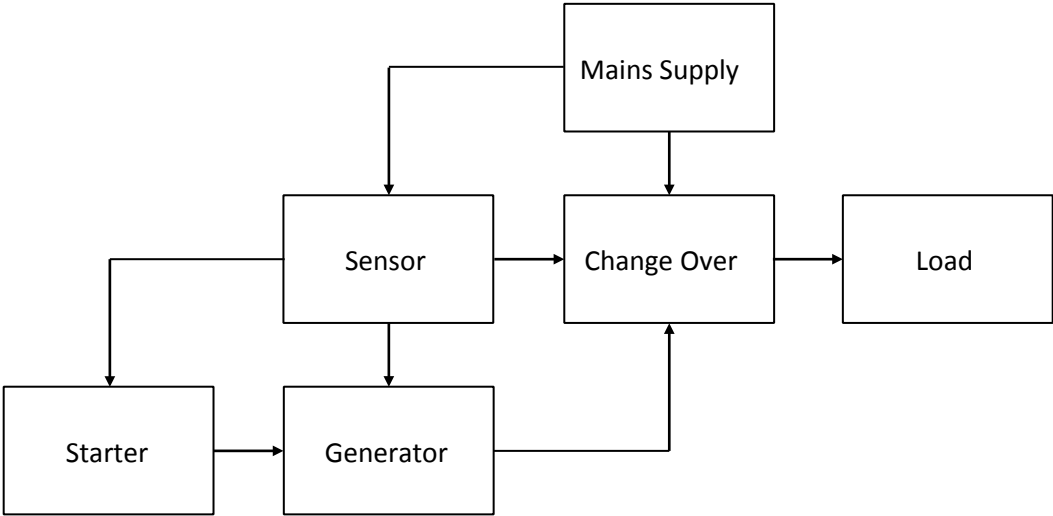 Mains Supply
Sensor
Change Over
Load
Starter
Generator